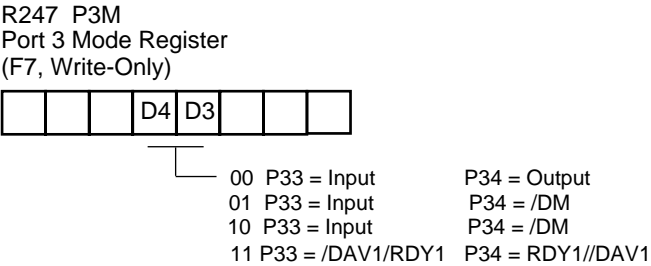 R247 P3M
Port 3 Mode Register
(F7, Write-Only)
D4 D3
00 P33 = Input P34 = Output
01 P33 = Input P34 = /DM
10 P33 = Input P34 = /DM
11 P33 = /DAV1/RDY1 P34 = RDY1//DAV1